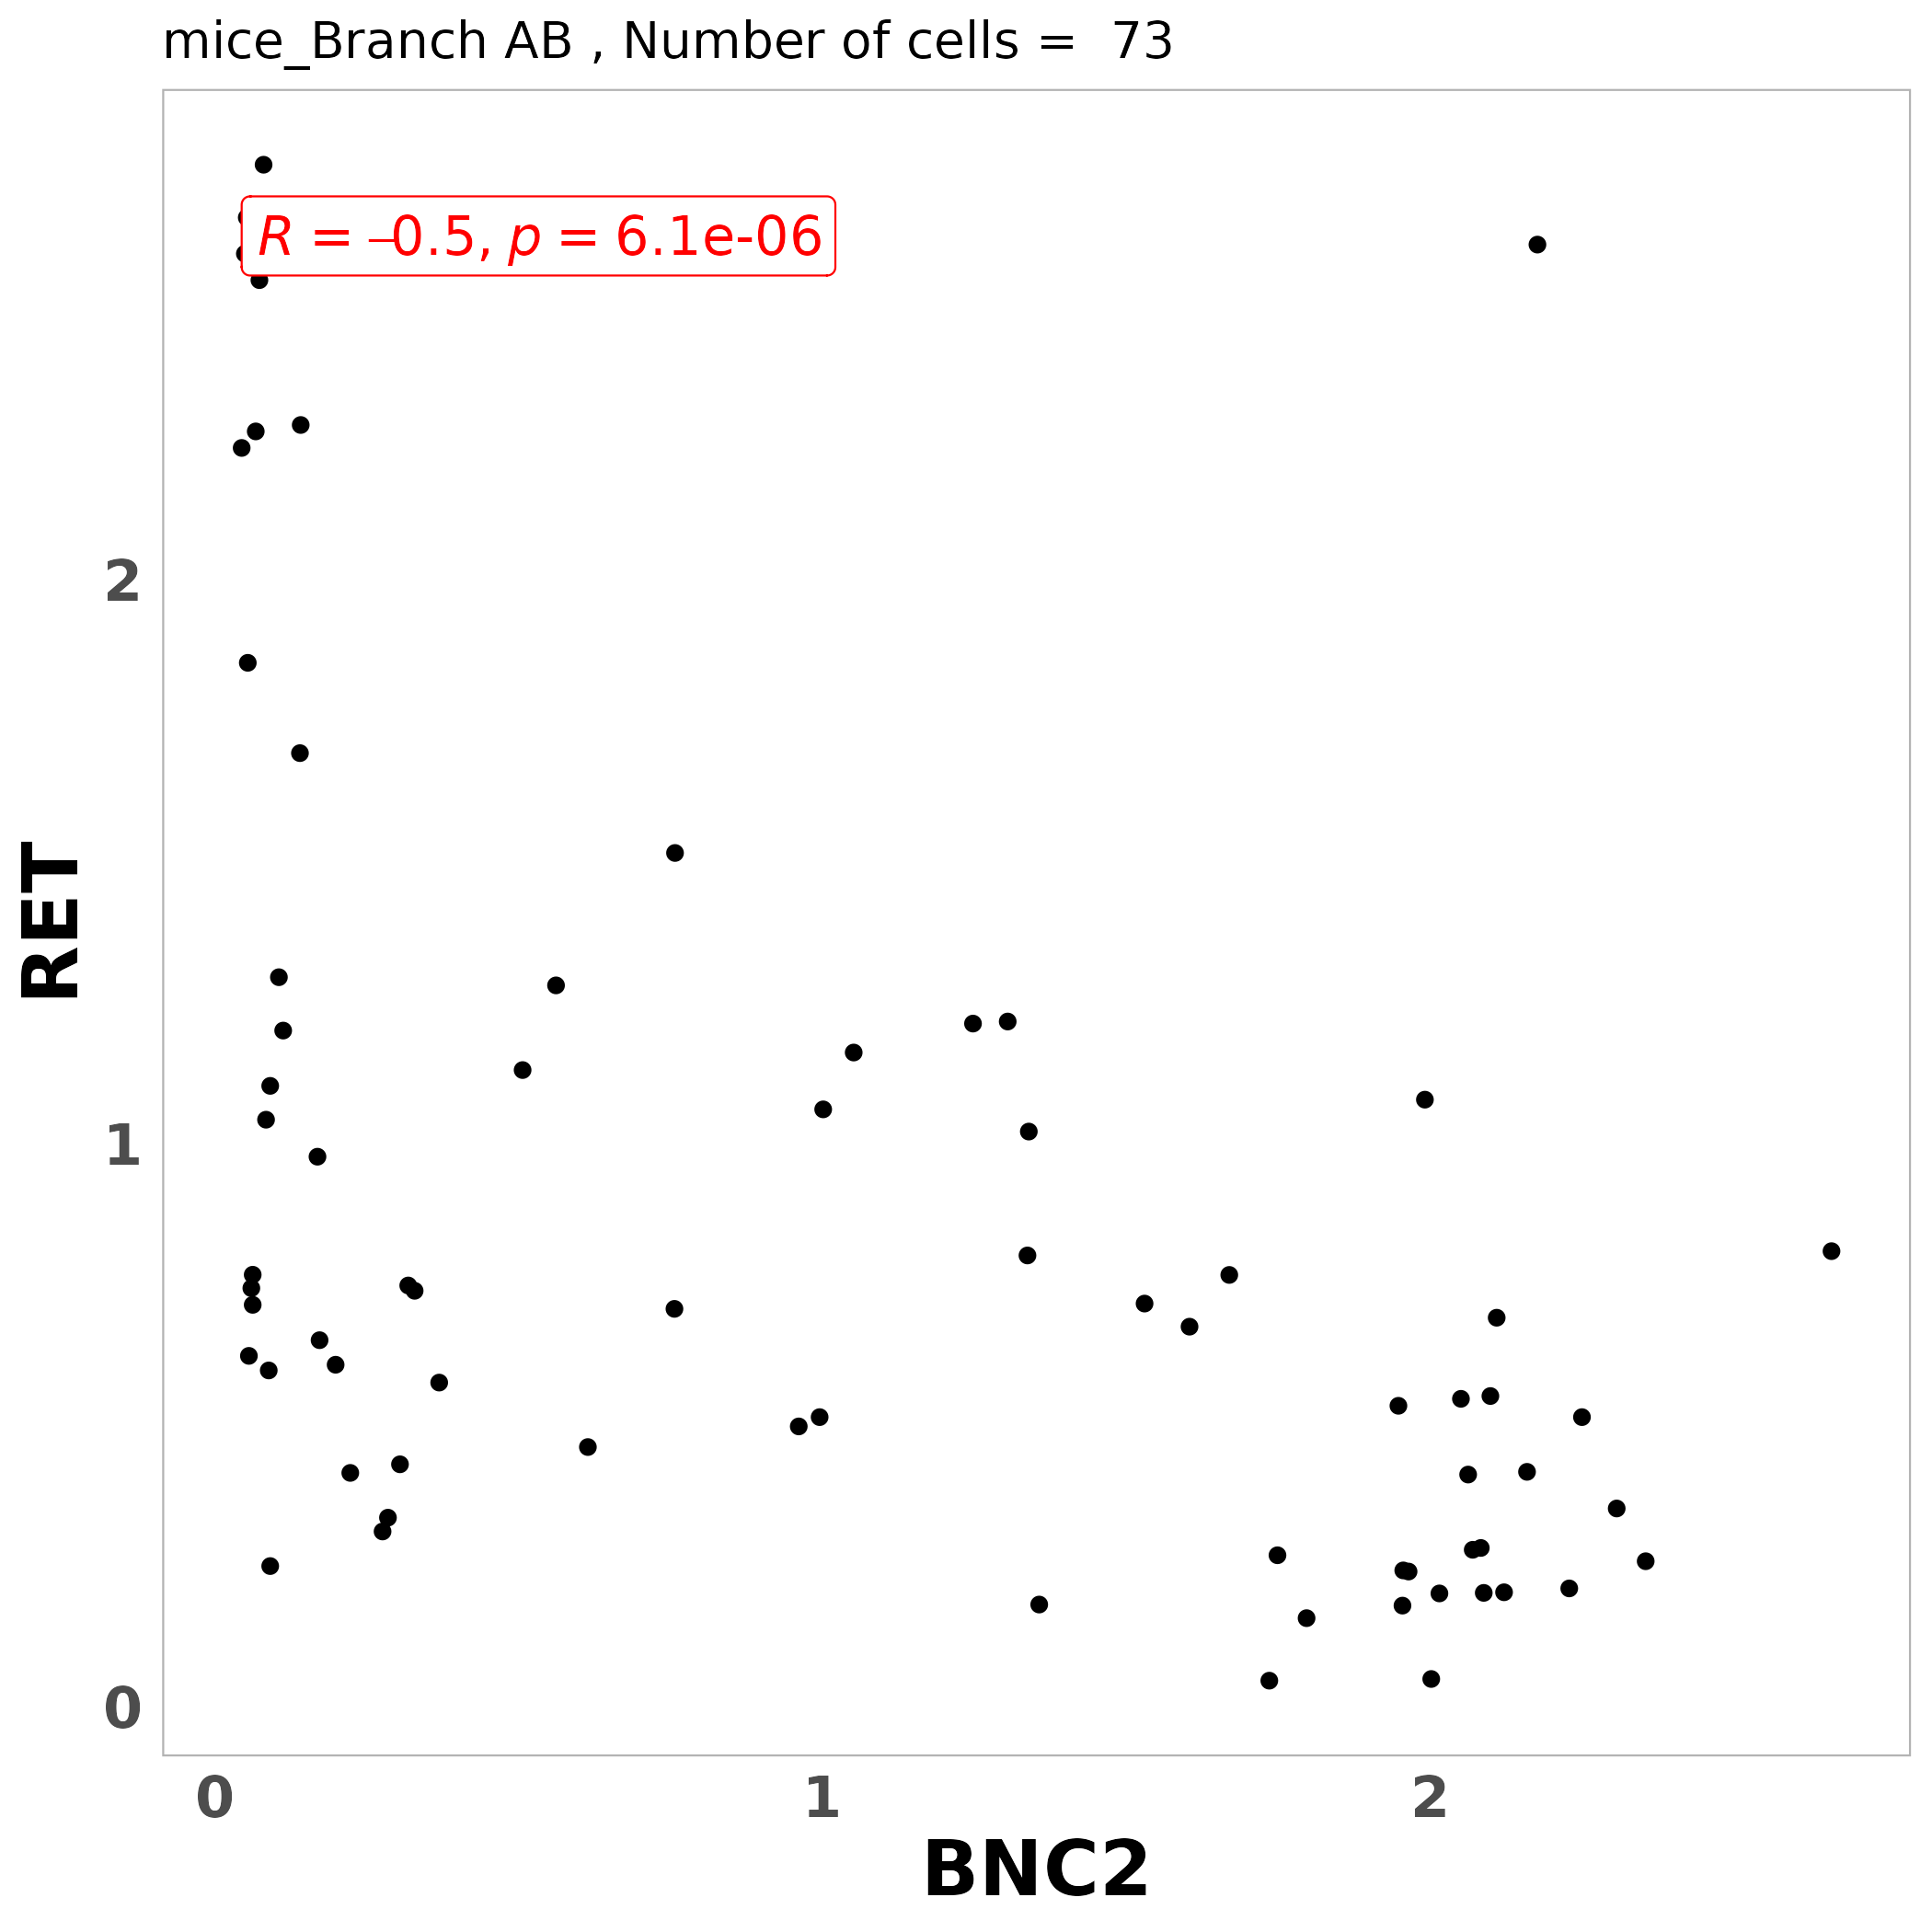 mice_Branch AB , Number of cells =  73
R = –0.5, p = 6.1e-06
2
1
0
RET
0 1 2
BNC2